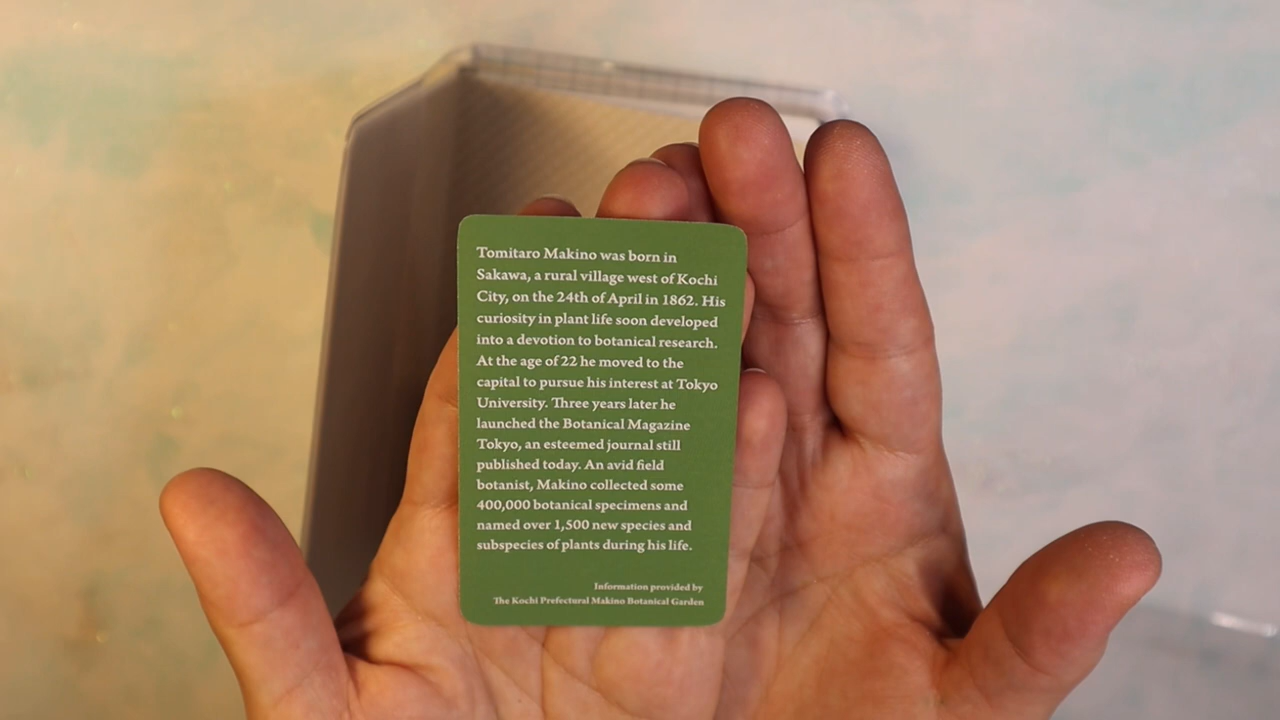 Tomitaro Makino was born in
Sakawa, a rural village west of Kochi
City, on the 24th of April in 1862. His
curiosity in plant life soon developed
into a devotion to botanical research.
At the age of 22 he moved to the
capital to pursue his interest at Tokyo
University. Three years later he
launched the Botanical Magazine
Tokyo, an esteemed journal still
published today. An avid field
botanist, Makino collected some
400,000 botanical specimens and
named over 1,500 new species and
subspecies of plants during his life.
Information provided by
The Kochi Prefectural Makino Botanical Garden